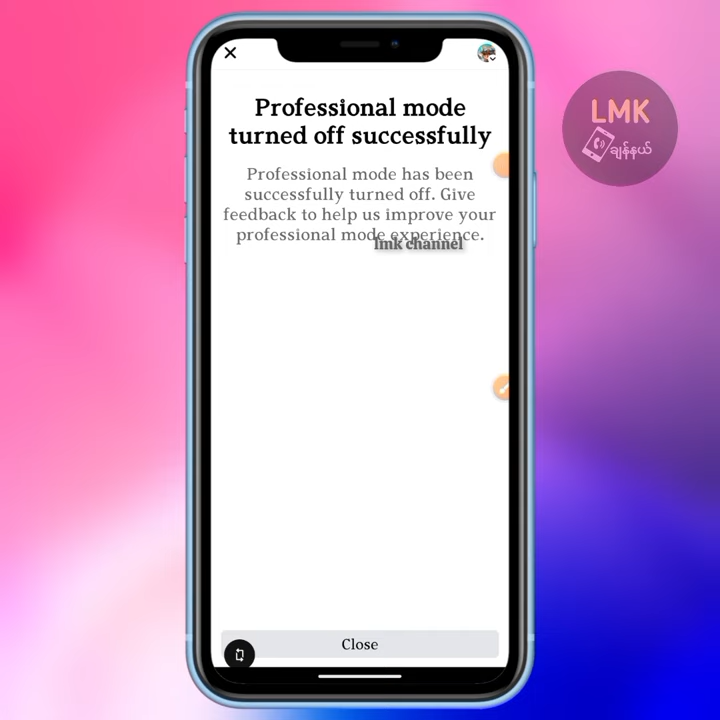 Professional mode
turned off successfully
Professional mode has been
successfully turned off. Give
feedback to help us improve your
professional mode experience.
lmk channel
Close
LMK
ချန်နယ်